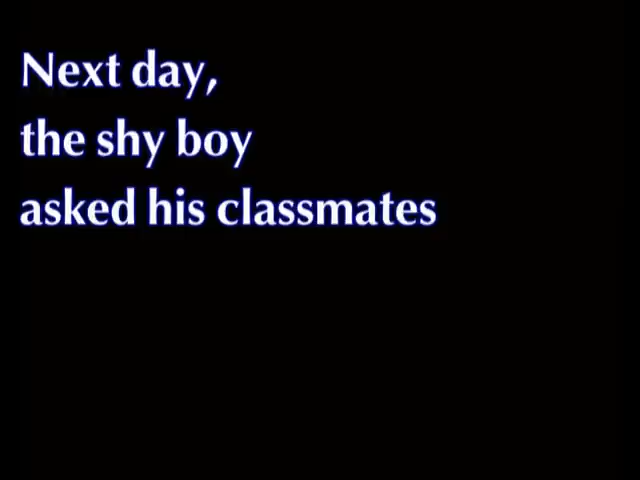 Next day,
the shy boy
asked his classmates